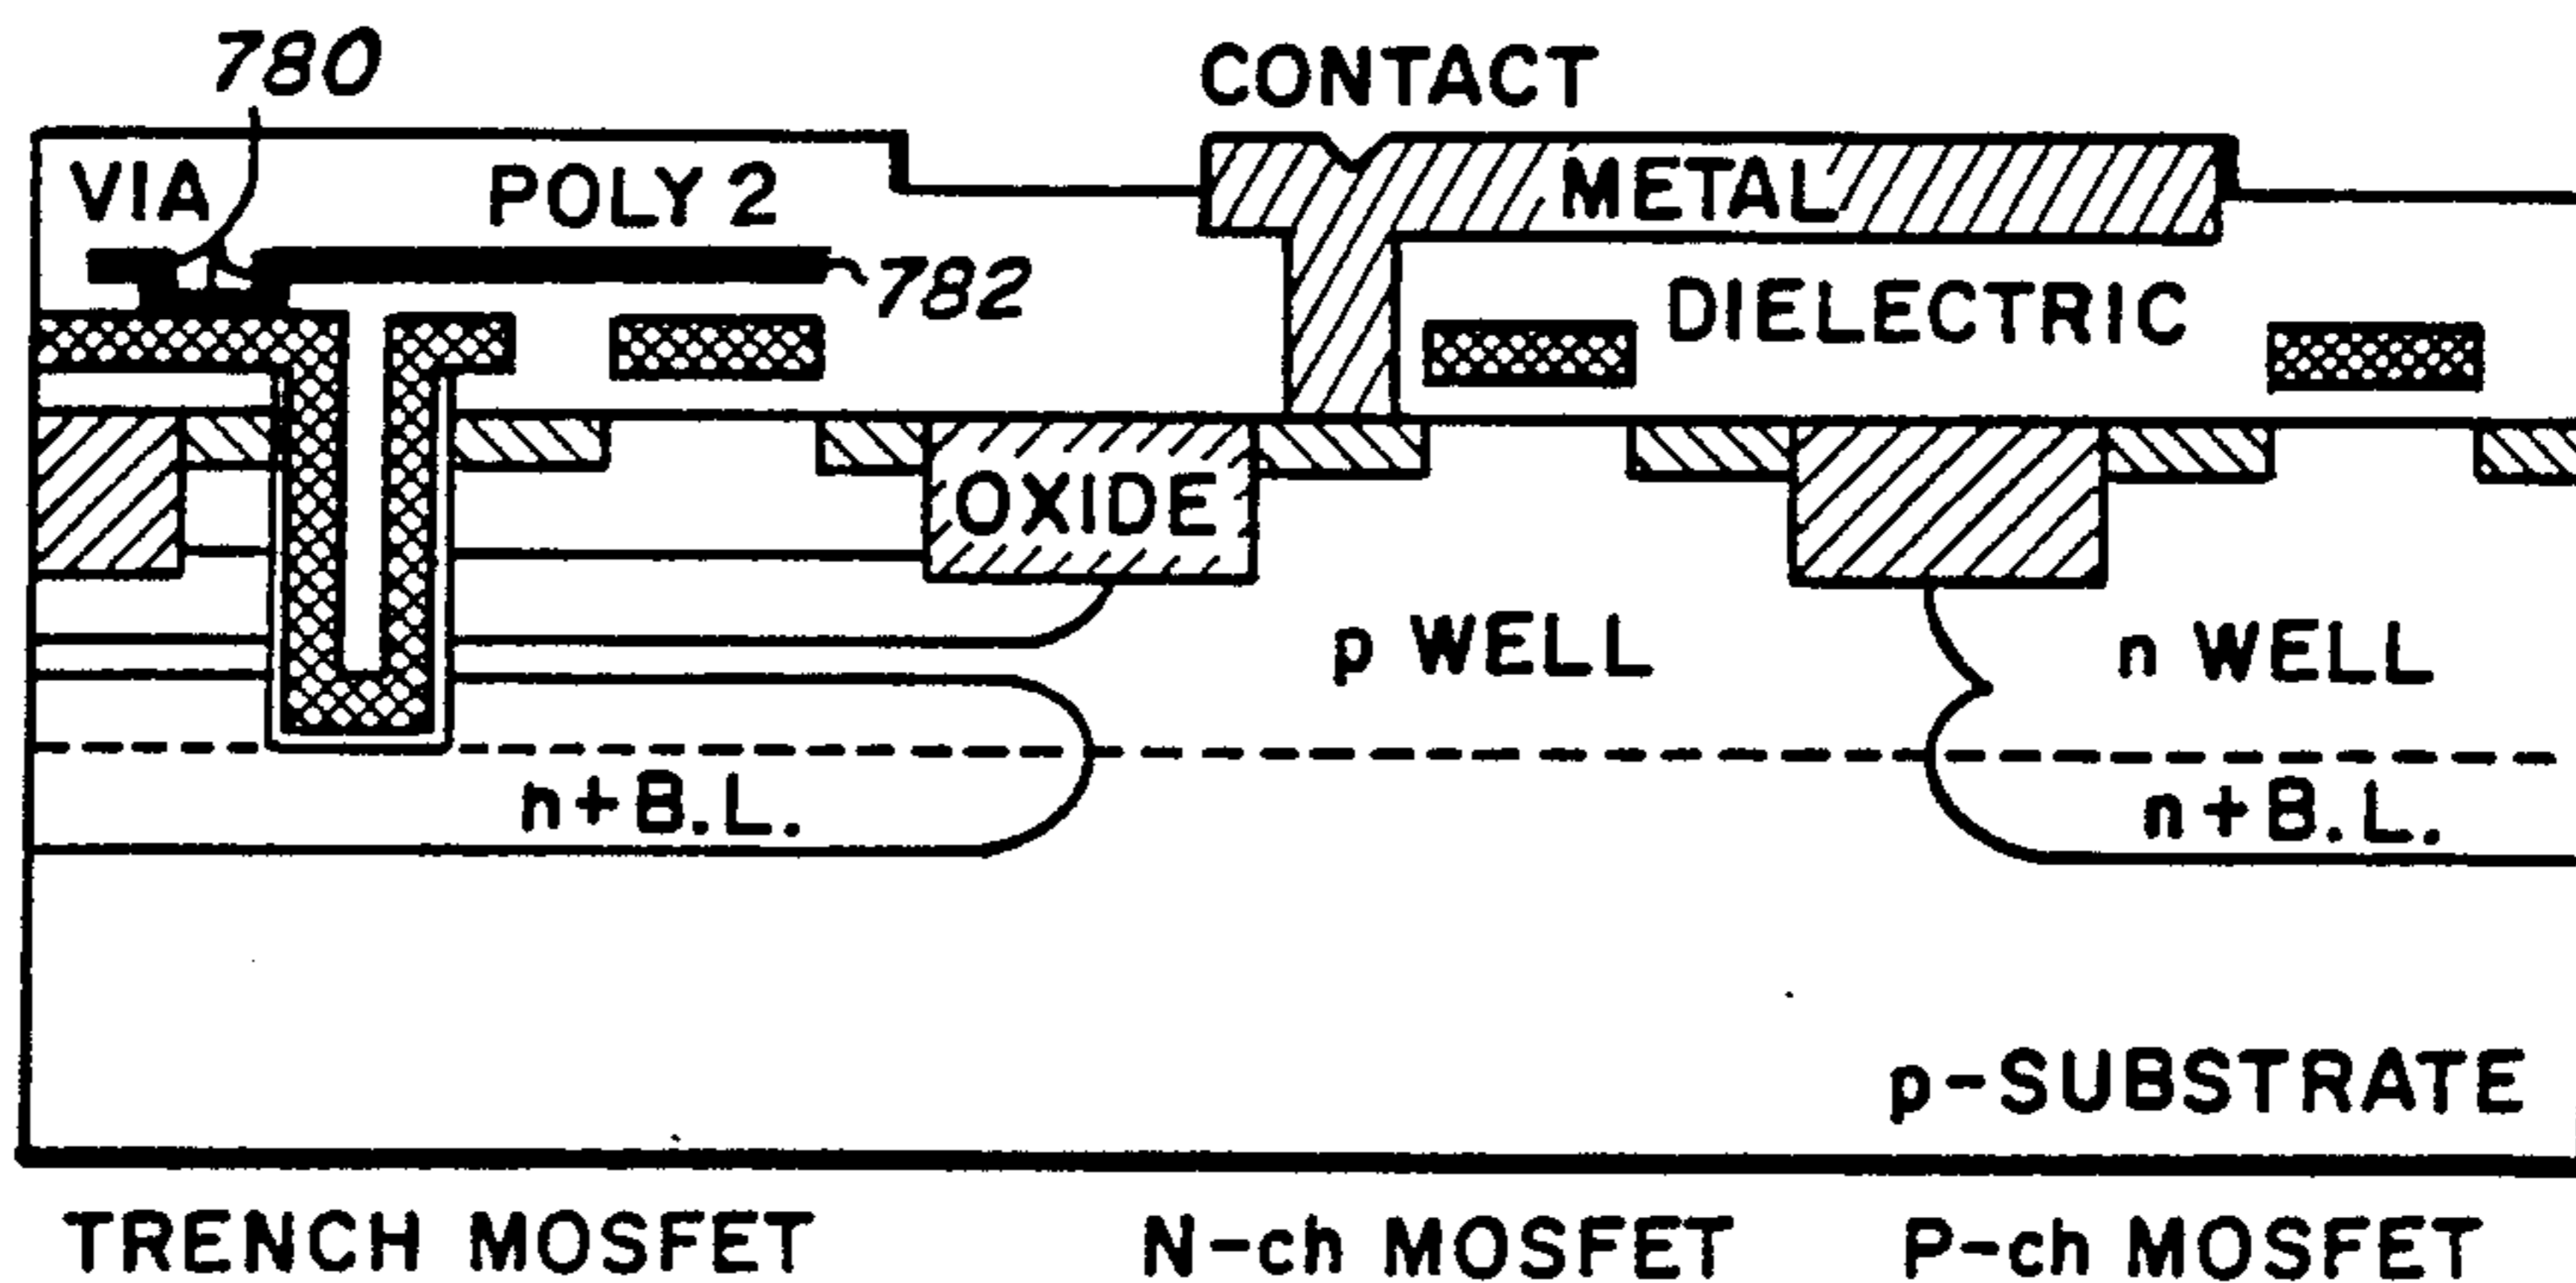 780
CONTACT
VIA
POLY 2
METAL
782
DIELECTRIC
OXIDE
p WELL
n WELL
n+B.L.
n+B.L.
p-SUBSTRATE
TRENCH MOSFET
N-ch MOSFET
P-ch MOSFET